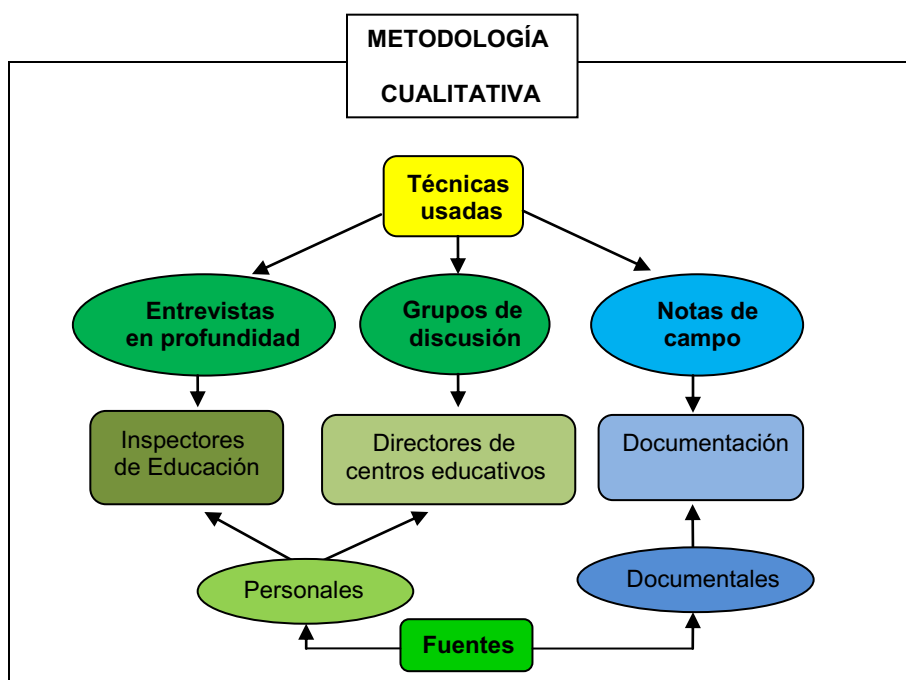 METODOLOGÍA
CUALITATIVA
Técnicas
usadas
Entrevistas
en profundidad
Grupos de
discusión
Notas de
campo
Inspectores
de Educación
Directores de
centros educativos
Documentación
Personales
Documentales
Fuentes